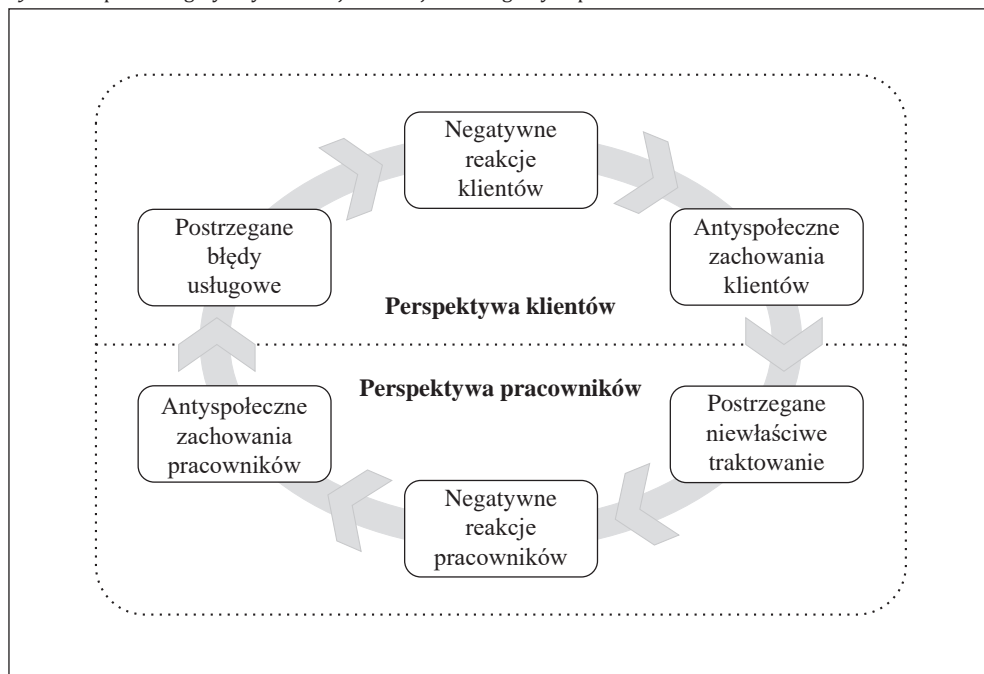 Negatywne
reakcje
klientów
Postrzegane
błędy
usługowe
Antyspołeczne
zachowania
klientów
Perspektywa klientów
Perspektywa pracowników
Antyspołeczne
zachowania
pracowników
Postrzegane
niewłaściwe
traktowanie
Negatywne
reakcje
pracowników